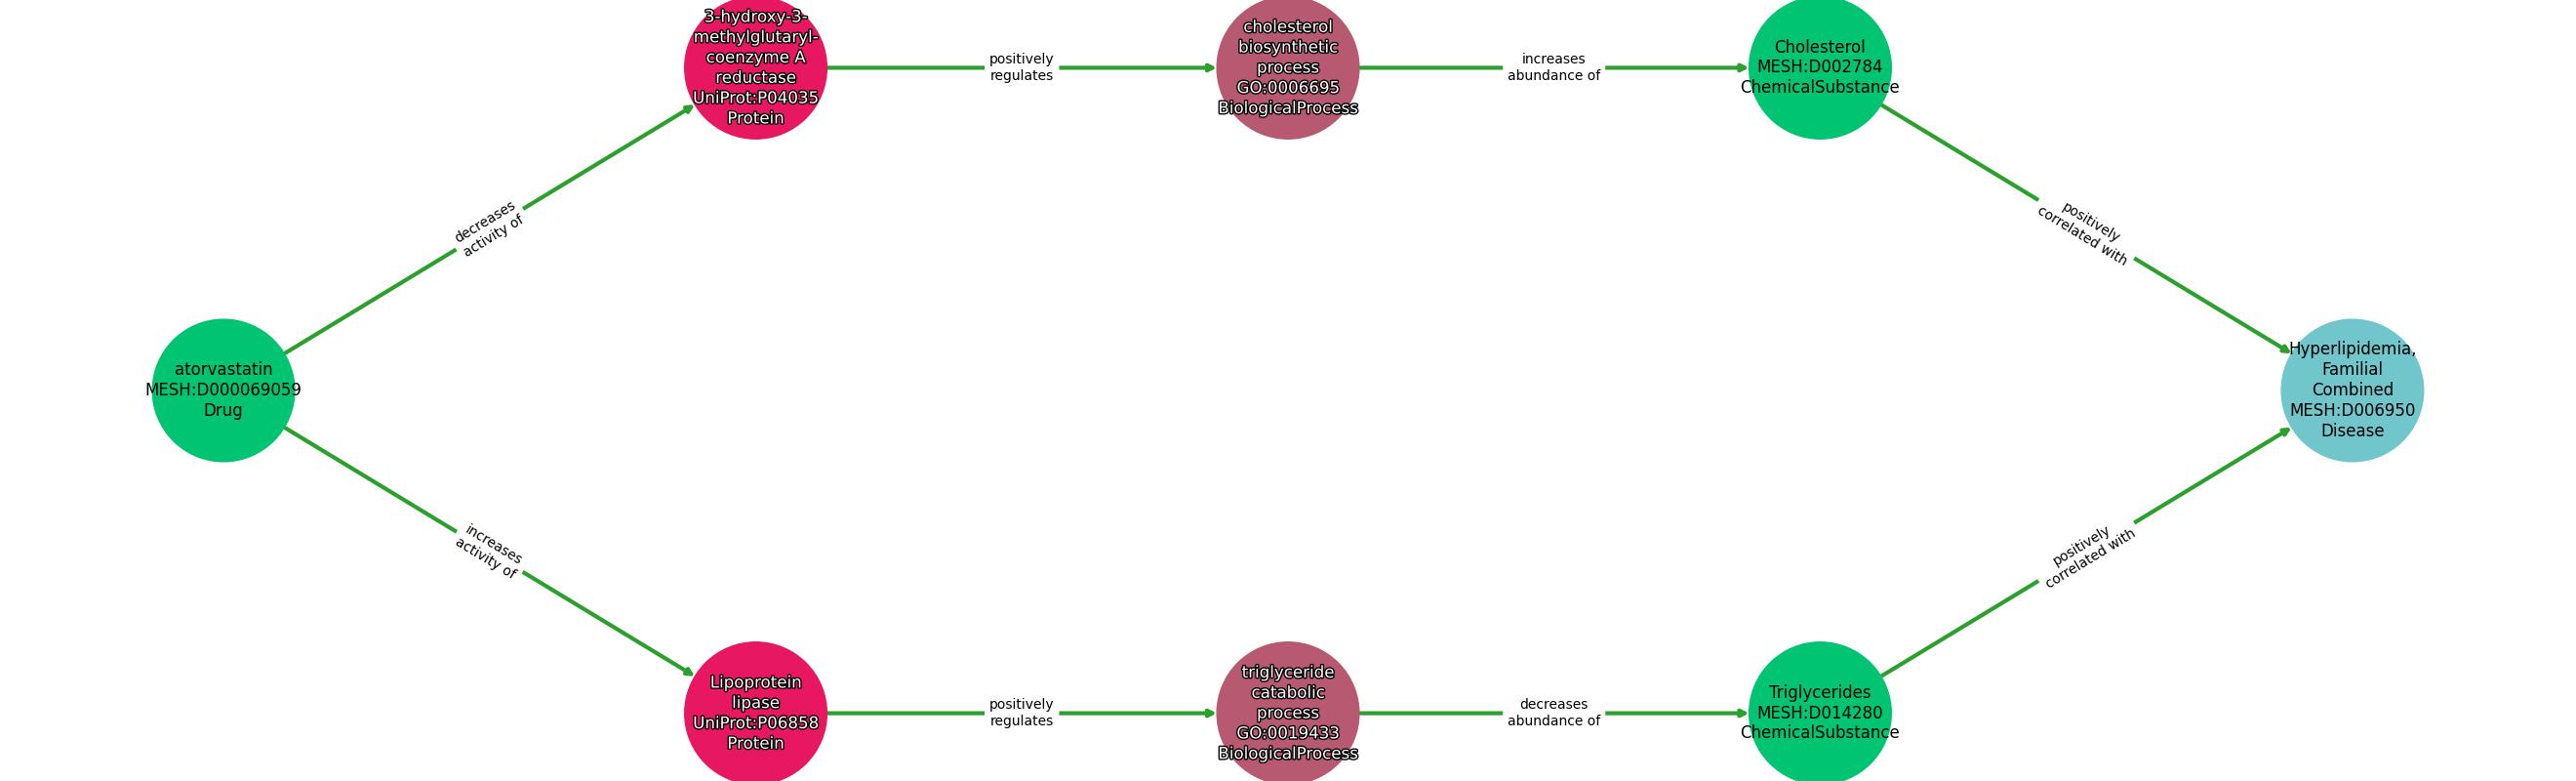 3-hydroxy-3-
methylglutaryl-
coenzyme A
reductase
UniProt:P04035
Protein
positively
regulates
cholesterol
biosynthetic
process
GO:0006695
BiologicalProcess
increases
abundance of
Cholesterol
MESH:D002784
ChemicalSubstance
decreases
activity of
positively
correlated with
atorvastatin
MESH:D000069059
Drug
Hyperlipidemia,
Familial
Combined
MESH:D006950
Disease
increases
activity of
positively
correlated with
Lipoprotein
lipase
UniProt:P06858
Protein
positively
regulates
triglyceride
catabolic
process
GO:0019433
BiologicalProcess
decreases
abundance of
Triglycerides
MESH:D014280
ChemicalSubstance